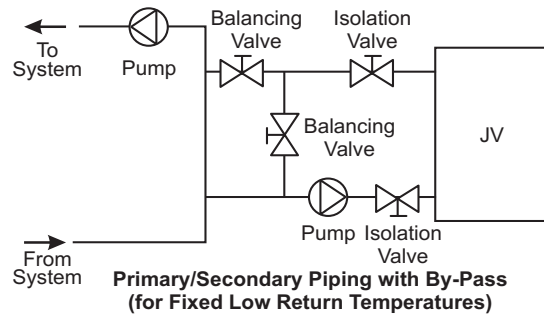 Balancing
Valve
Isolation
Valve
To
System
Pump
Balancing
Valve
JV
Pump
Isolation
Valve
From
System
Primary/Secondary Piping with By-Pass
(for Fixed Low Return Temperatures)